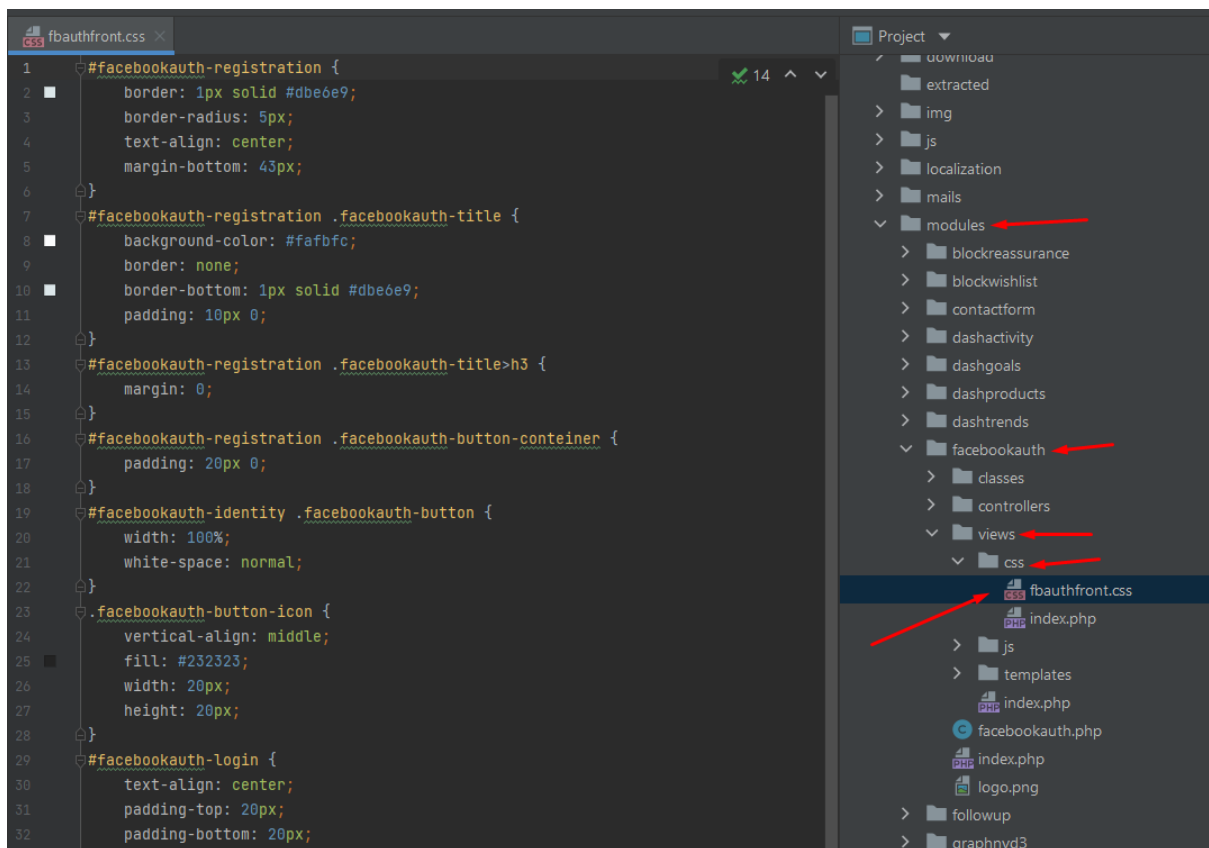 fbauthfront.css
1 #facebookauth-registration {
2 border: 1px solid #dbe6e9;
3 border-radius: 5px;
4 text-align: center;
5 margin-bottom: 43px;
6 }
7 #facebookauth-registration .facebookauth-title {
8 background-color: #fafbfc;
9 border: none;
10 border-bottom: 1px solid #dbe6e9;
11 padding: 10px 0;
12 }
13 #facebookauth-registration .facebookauth-title>h3 {
14 margin: 0;
15 }
16 #facebookauth-registration .facebookauth-button-conteiner {
17 padding: 20px 0;
18 }
19 #facebookauth-identity .facebookauth-button {
20 width: 100%;
21 white-space: normal;
22 }
23 .facebookauth-button-icon {
24 vertical-align: middle;
25 fill: #232323;
26 width: 20px;
27 height: 20px;
28 }
29 #facebookauth-login {
30 text-align: center;
31 padding-top: 20px;
32 padding-bottom: 20px;
14
Project
download
extracted
img
js
localization
mails
modules
blockreassurance
blockwishlist
contactform
dashactivity
dashgoals
dashproducts
dashtrends
facebookauth
classes
controllers
views
css
fbauthfront.css
index.php
js
templates
index.php
facebookauth.php
index.php
logo.png
followup
graphnvd3